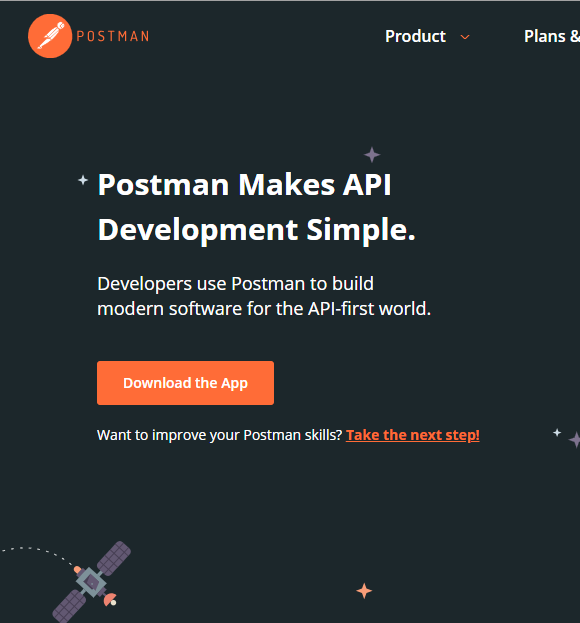 POSTMAN
Product
Plans &
Postman Makes API
Development Simple.
Developers use Postman to build
modern software for the API-first world.
Download the App
Want to improve your Postman skills? Take the next step!